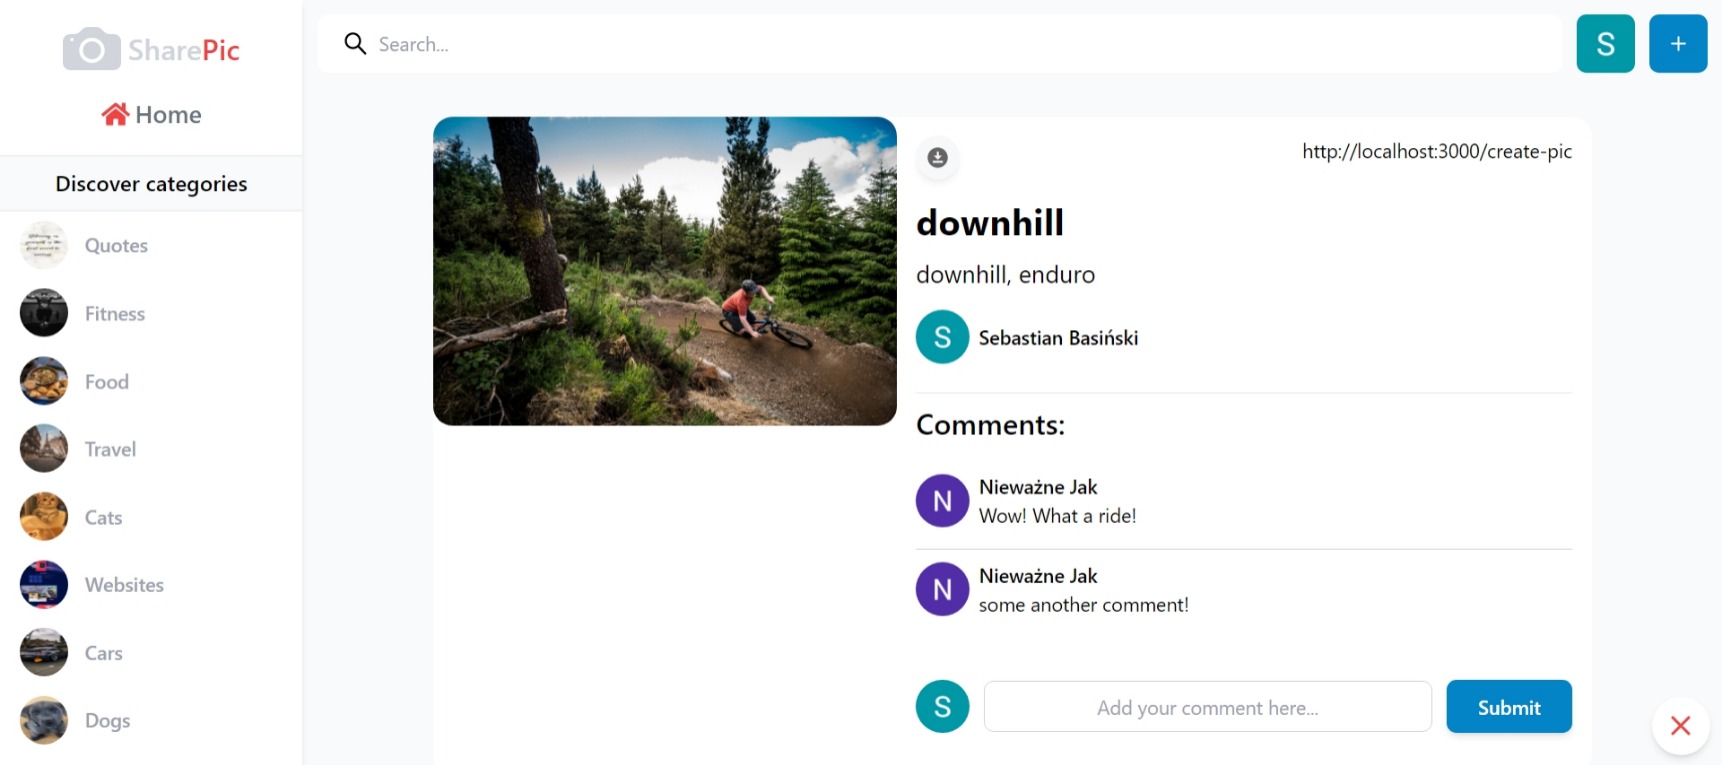 SharePic
Home
Discover categories
Quotes
Fitness
Food
Travel
Cats
Websites
Cars
Dogs
Search...
S
+
http://localhost:3000/create-pic
downhill
downhill, enduro
S
Sebastian Basiński
Comments:
N
Nieważne Jak
Wow! What a ride!
N
Nieważne Jak
some another comment!
S
Add your comment here...
Submit